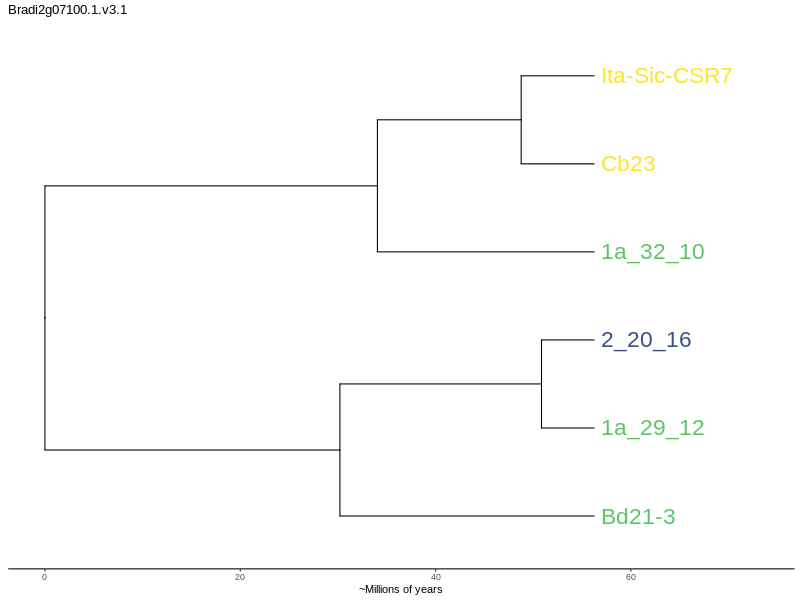 Bradi2g07100.1.v3.1
Ita-Sic-CSR7
Cb23
1a_32_10
2_20_16
1a_29_12
Bd21-3
0 20 40 60
~Millions of years